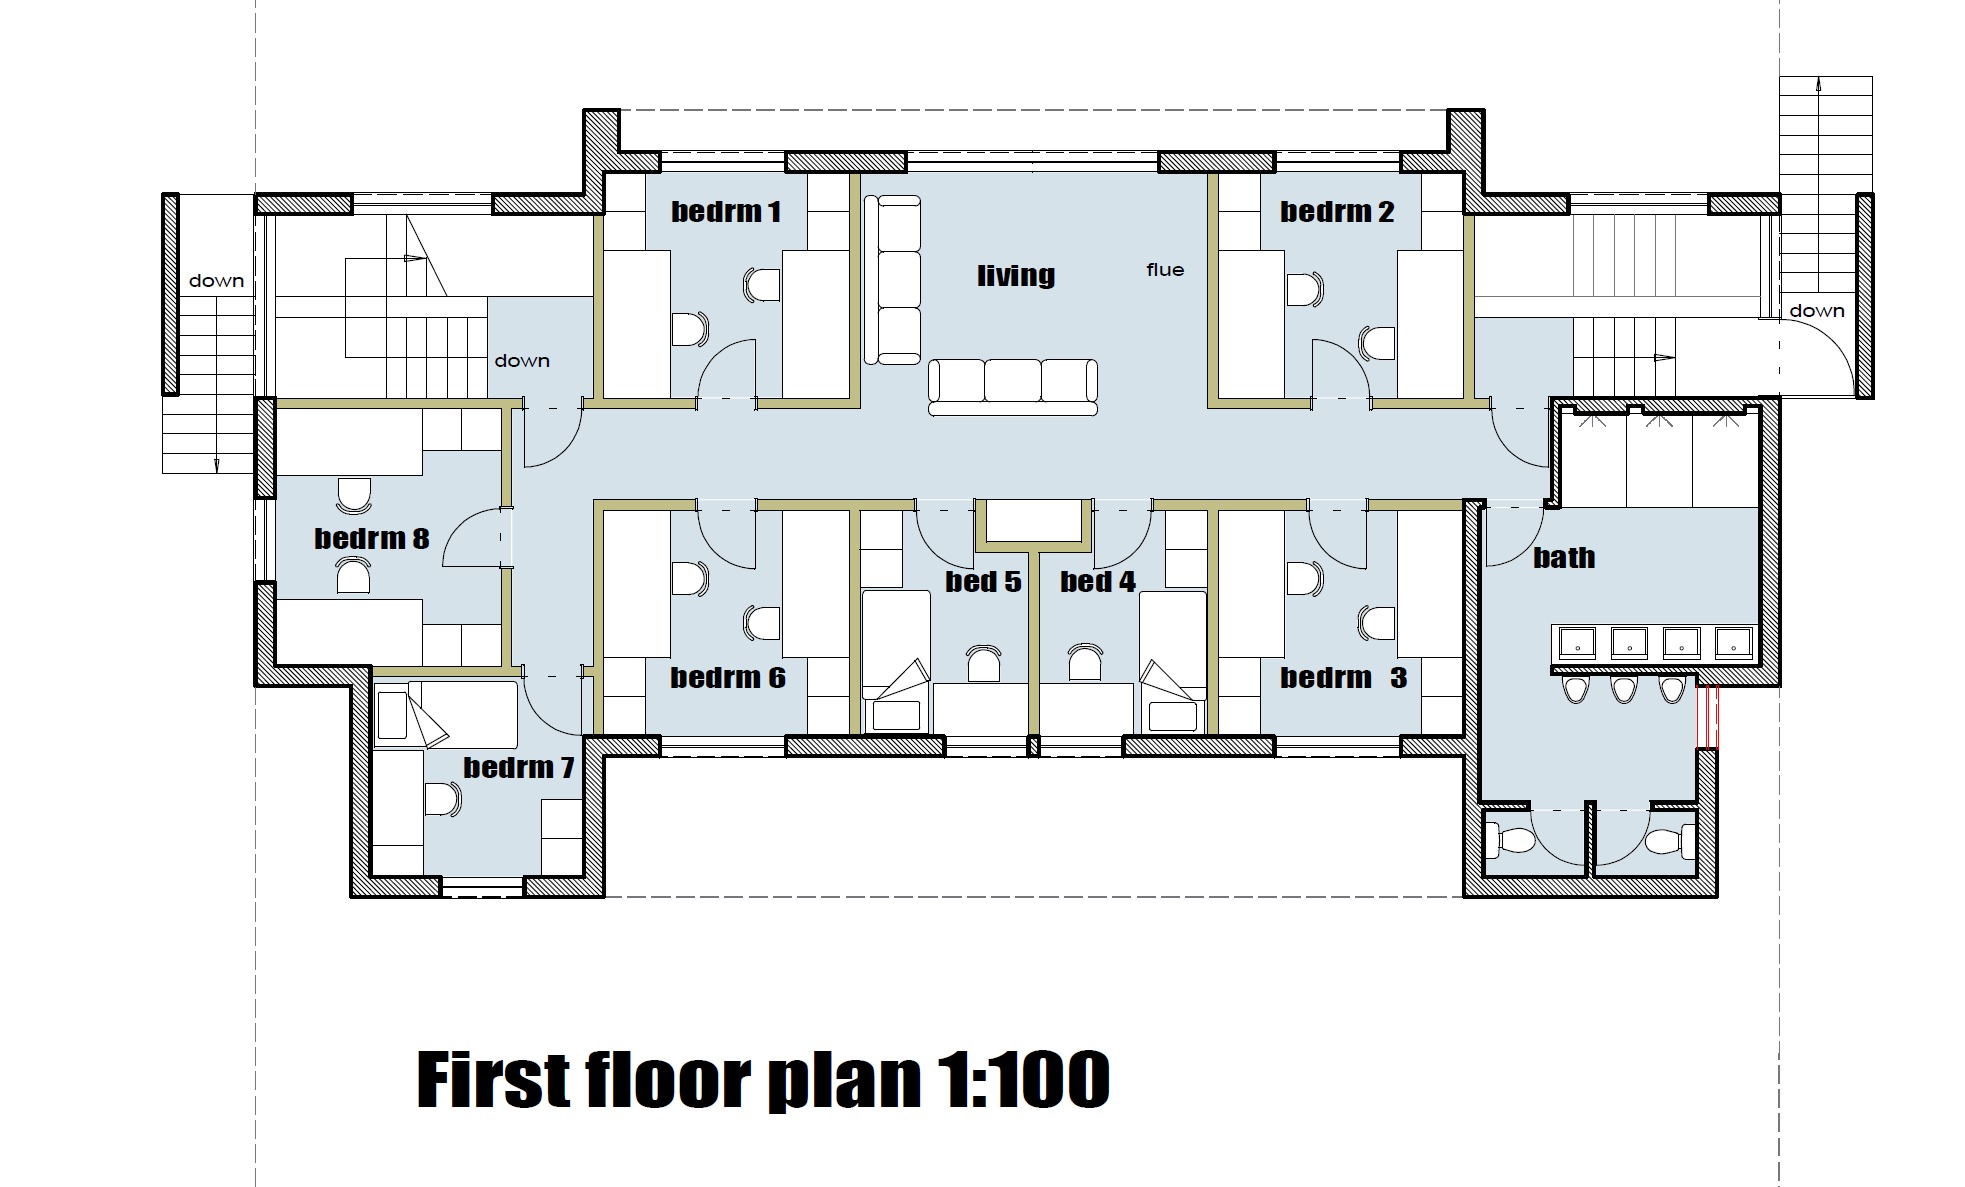 bedrm 1
bedrm 2
living
flue
down
down
down
bedrm 8
bath
bed 5
bed 4
bedrm 6
bedrm 3
bedrm 7
First floor plan 1:100